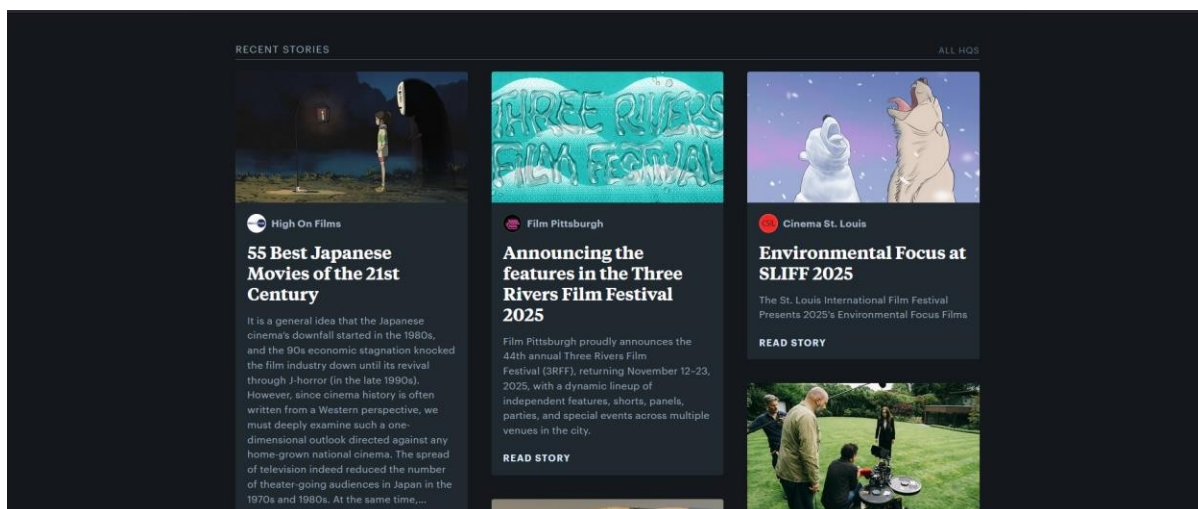 RECENT STORIES
ALL HQS
High On Films
55 Best Japanese
Movies of the 21st
Century
It is a general idea that the Japanese
cinema's downfall started in the 1980s,
and the 90s economic stagnation knocked
the film industry down until its revival
through J-horror (in the late 1990s).
However, since cinema history is often
written from a Western perspective, we
must deeply examine such a one-
dimensional outlook directed against any
home-grown national cinema. The spread
of television indeed reduced the number
of theater-going audiences in Japan in the
1970s and 1980s. At the same time,...
THREE RIVERS
FILM FESTIVAL
Film Pittsburgh
Announcing the
features in the Three
Rivers Film Festival
2025
Film Pittsburgh proudly announces the
44th annual Three Rivers Film
Festival (3RFF), returning November 12–23,
2025, with a dynamic lineup of
independent features, shorts, panels,
parties, and special events across multiple
venues in the city.
READ STORY
CSL
Cinema St. Louis
Environmental Focus at
SLIFF 2025
The St. Louis International Film Festival
Presents 2025's Environmental Focus Films
READ STORY